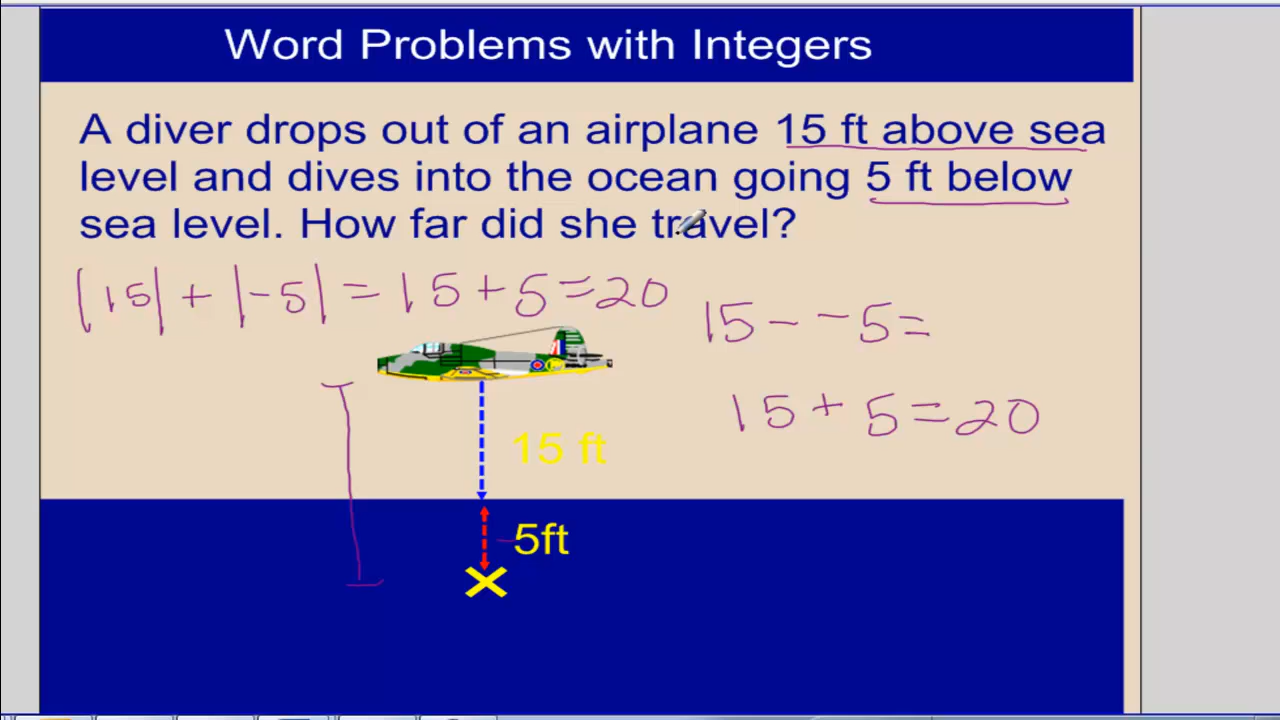 Word Problems with Integers
A diver drops out of an airplane 15 ft above sea
level and dives into the ocean going 5 ft below
sea level. How far did she travel?
|15| + |-5| = 15 + 5 = 20
15 - -5 =
15 + 5 = 20
15 ft
-5ft